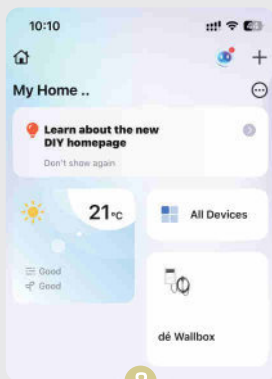 10:10
44
My Home ..
Learn about the new
DIY homepage
Don't show again
21°C
All Devices
Good
Good
dé Wallbox